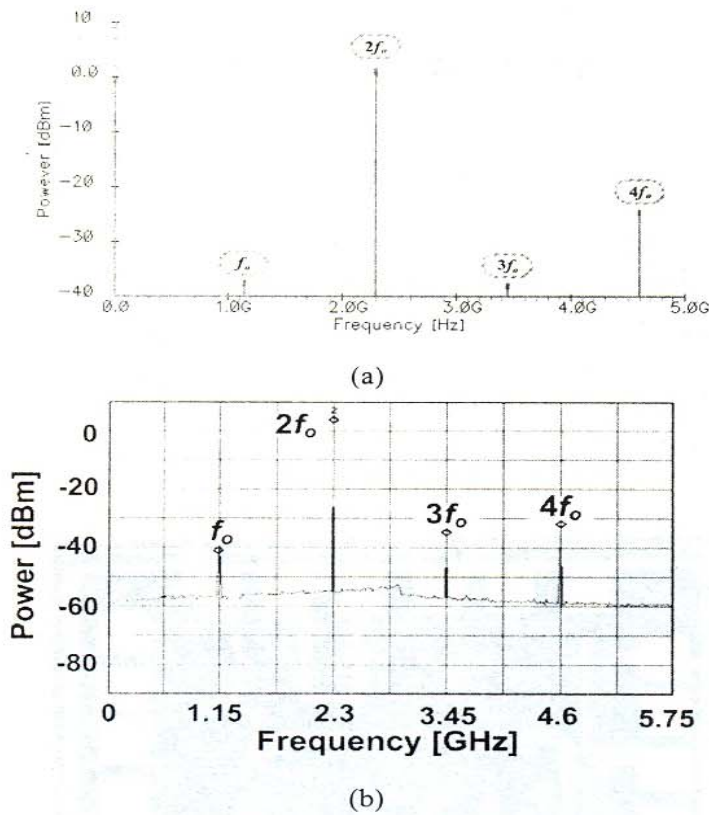 10
2fₒ
0.0
-10
Powever [dBm]
-20
4fₒ
-30
fₒ
3fₒ
-40
0.0 1.0G 2.0G 3.0G 4.0G 5.0G
Frequency [Hz]
(a)
2
0 2fₒ
-20
3fₒ 4fₒ
fₒ
-40
Power [dBm]
-60
-80
0 1.15 2.3 3.45 4.6 5.75
Frequency [GHz]
(b)